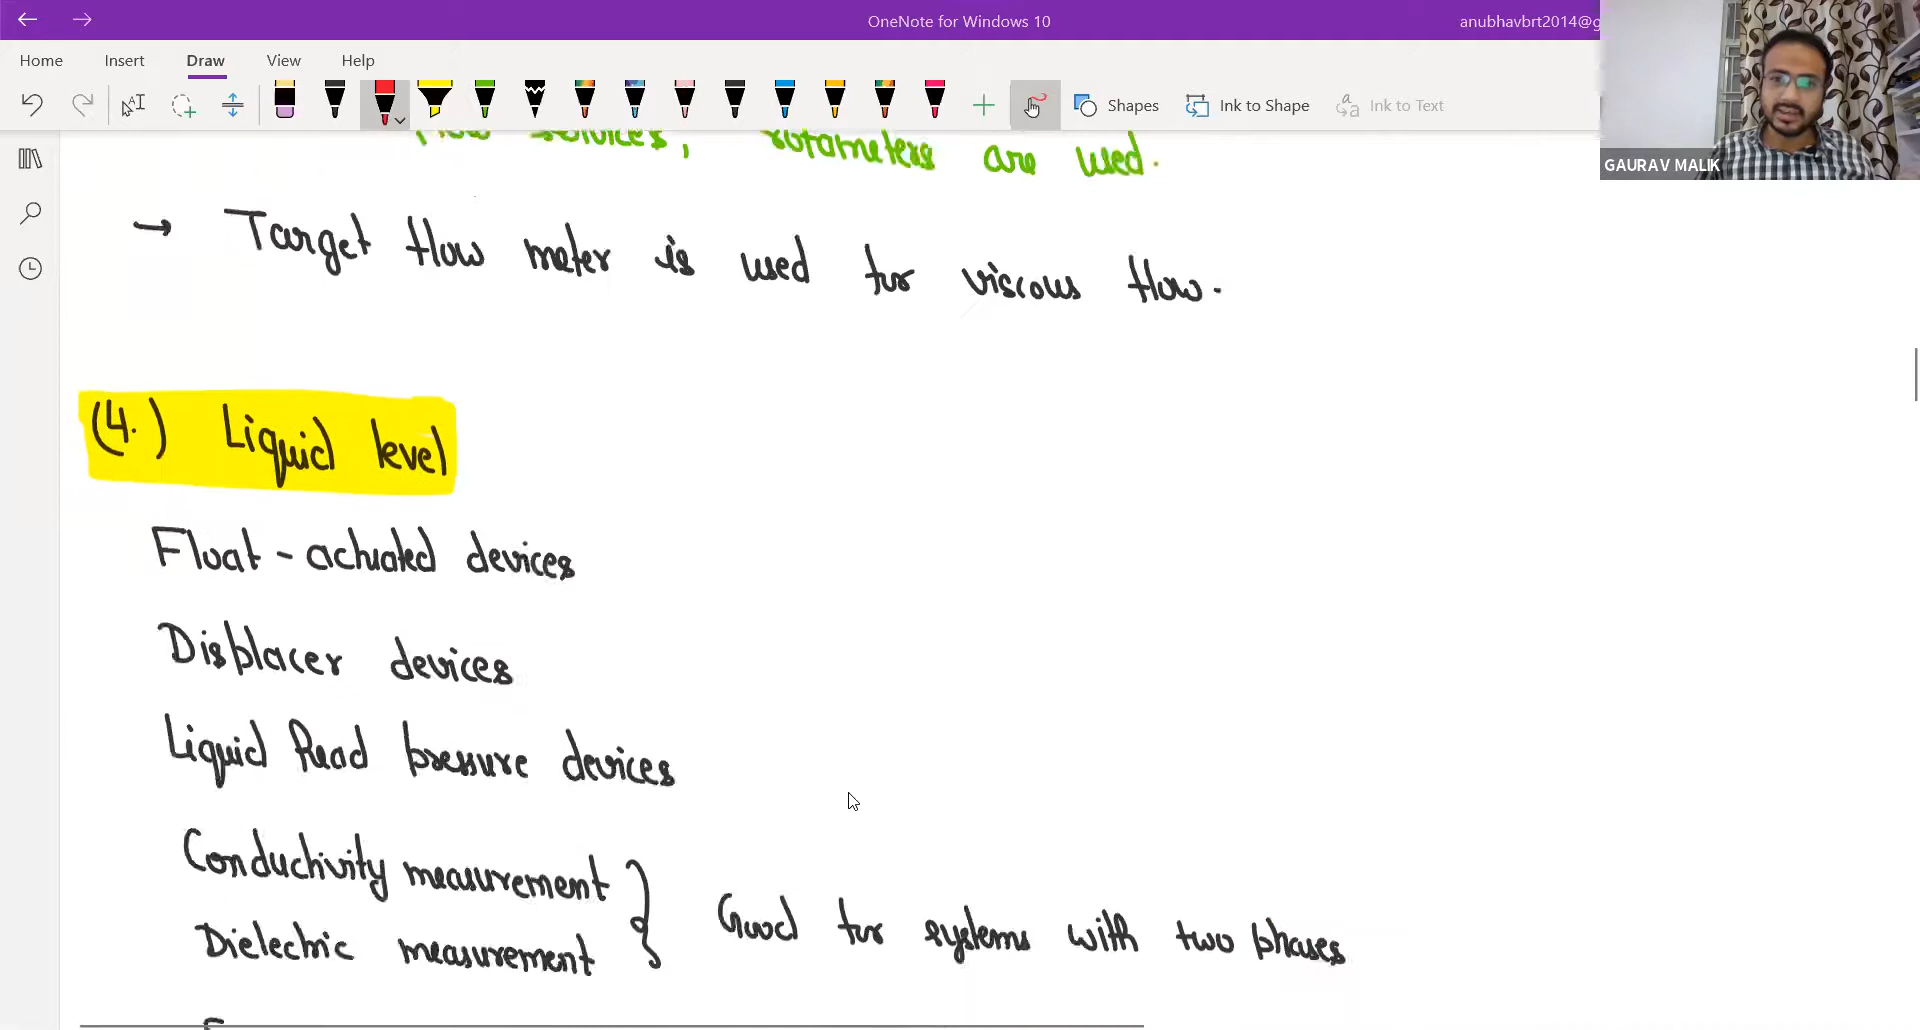 OneNote for Windows 10
anubhavbrt2014@g
Home Insert Draw View Help
Shapes Ink to Shape Ink to Text
GAURAV MALIK
flow services, rotameters are used.
→ Target flow meter is used for viscous flow.
(4.) Liquid level
Float - actuated devices
Displacer devices
Liquid head pressure devices
Conductivity measurement
Dielectric measurement
} Good for systems with two phases